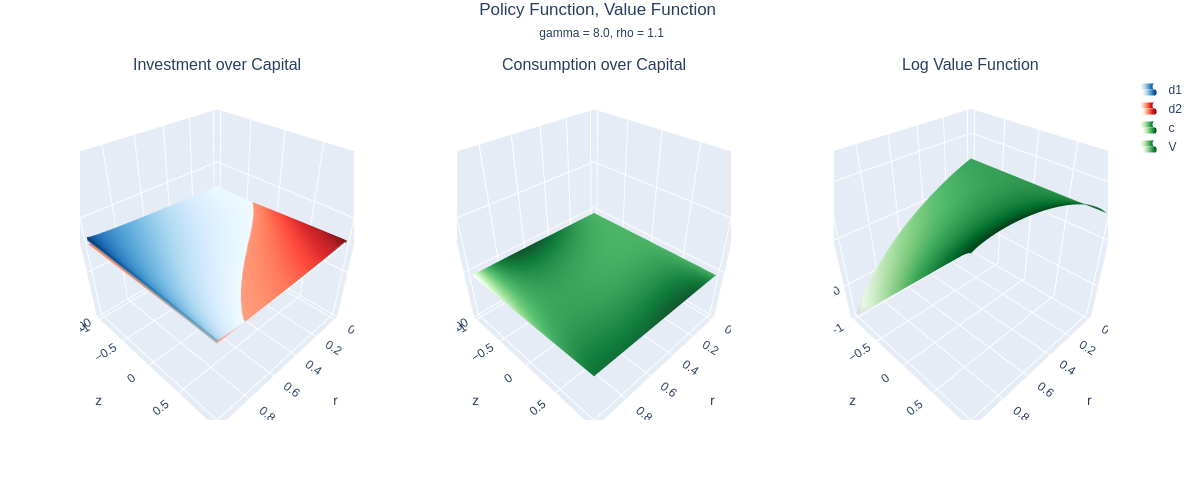 Policy Function, Value Function
gamma = 8.0, rho = 1.1
Investment over Capital
Consumption over Capital
Log Value Function
d1
d2
c
V
−0.5
0
0.5
z
0
0.2
0.4
0.6
0.8
r
−0.5
0
0.5
z
0
0.2
0.4
0.6
0.8
r
0
−1
−0.5
0
0.5
z
0
0.2
0.4
0.6
0.8
r